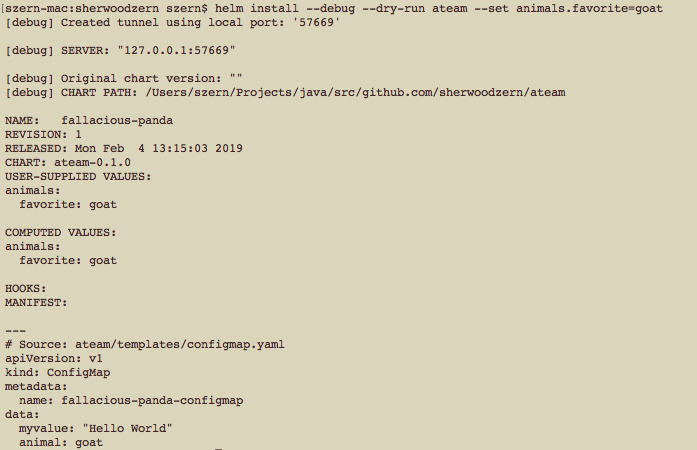 [szern-mac:sherwoodzern szern$ helm install --debug --dry-run ateam --set animals.favorite=goat
[debug] Created tunnel using local port: '57669'
[debug] SERVER: "127.0.0.1:57669"
[debug] Original chart version: ""
[debug] CHART PATH: /Users/szern/Projects/java/src/github.com/sherwoodzern/ateam
NAME:   fallacious-panda
REVISION: 1
RELEASED: Mon Feb  4 13:15:03 2019
CHART: ateam-0.1.0
USER-SUPPLIED VALUES:
animals:
  favorite: goat
COMPUTED VALUES:
animals:
  favorite: goat
HOOKS:
MANIFEST:
---
# Source: ateam/templates/configmap.yaml
apiVersion: v1
kind: ConfigMap
metadata:
  name: fallacious-panda-configmap
data:
  myvalue: "Hello World"
  animal: goat